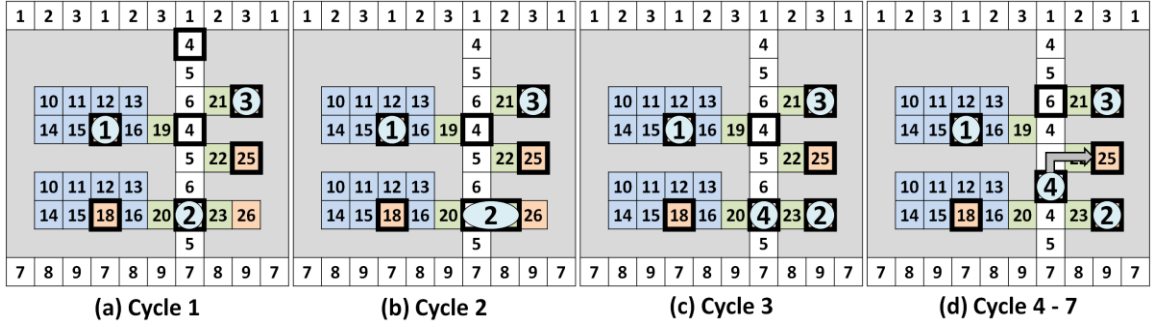 1 2 3 1 2 3 1 2 3 1 1 2 3 1 2 3 1 2 3 1 1 2 3 1 2 3 1 2 3 1 1 2 3 1 2 3 1 2 3 1
4 4 4 4
5 5 5 5
10 11 12 13 6 21 3 10 11 12 13 6 21 3 10 11 12 13 6 21 3 10 11 12 13 6 21 3
14 15 1 16 19 4 14 15 1 16 19 4 14 15 1 16 19 4 14 15 1 16 19 4
5 22 25 5 22 25 5 22 25 25
10 11 12 13 6 10 11 12 13 6 10 11 12 13 6 10 11 12 13 4
14 15 18 16 20 2 23 26 14 15 18 16 20 2 26 14 15 18 16 20 4 23 2 14 15 18 16 20 4 23 2
5 5 5 5
7 8 9 7 8 9 7 8 9 7 7 8 9 7 8 9 7 8 9 7 7 8 9 7 8 9 7 8 9 7 7 8 9 7 8 9 7 8 9 7
(a) Cycle 1 (b) Cycle 2 (c) Cycle 3 (d) Cycle 4 - 7